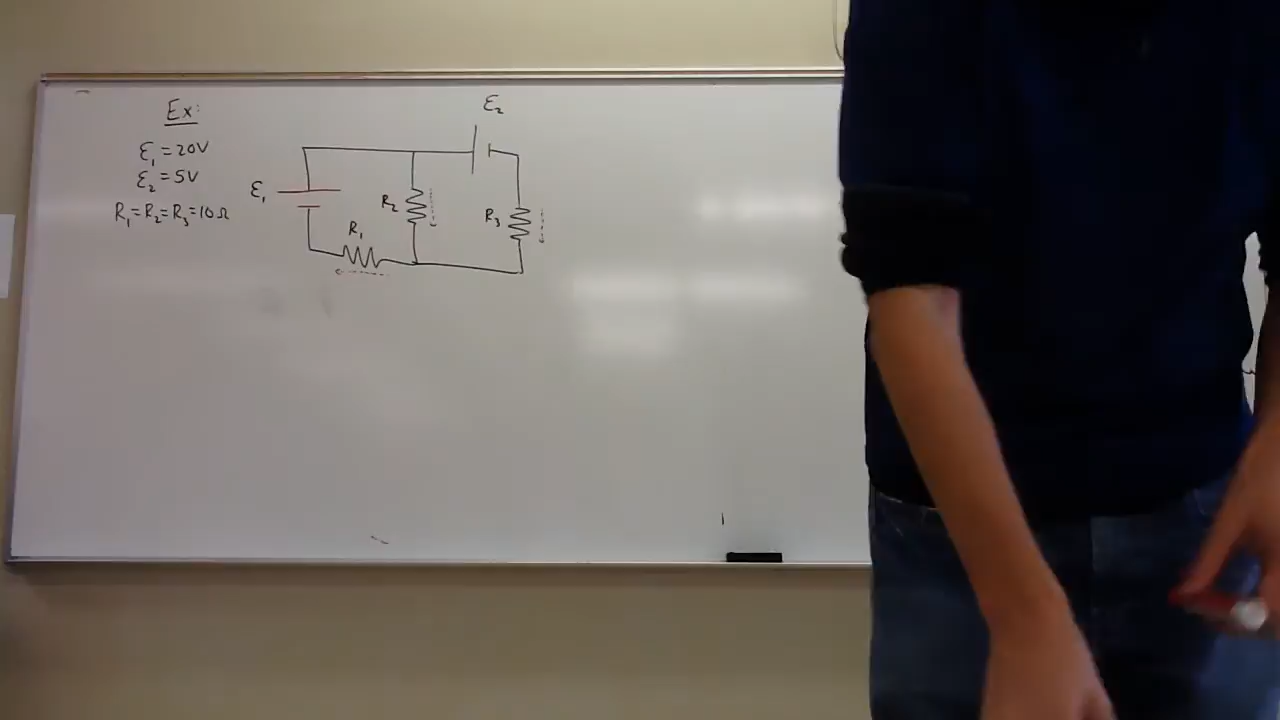 Ex:
ε₁ = 20V
ε₂ = 5V
R₁ = R₂ = R₃ = 10Ω
ε₂
ε₁
R₂
R₃
R₁